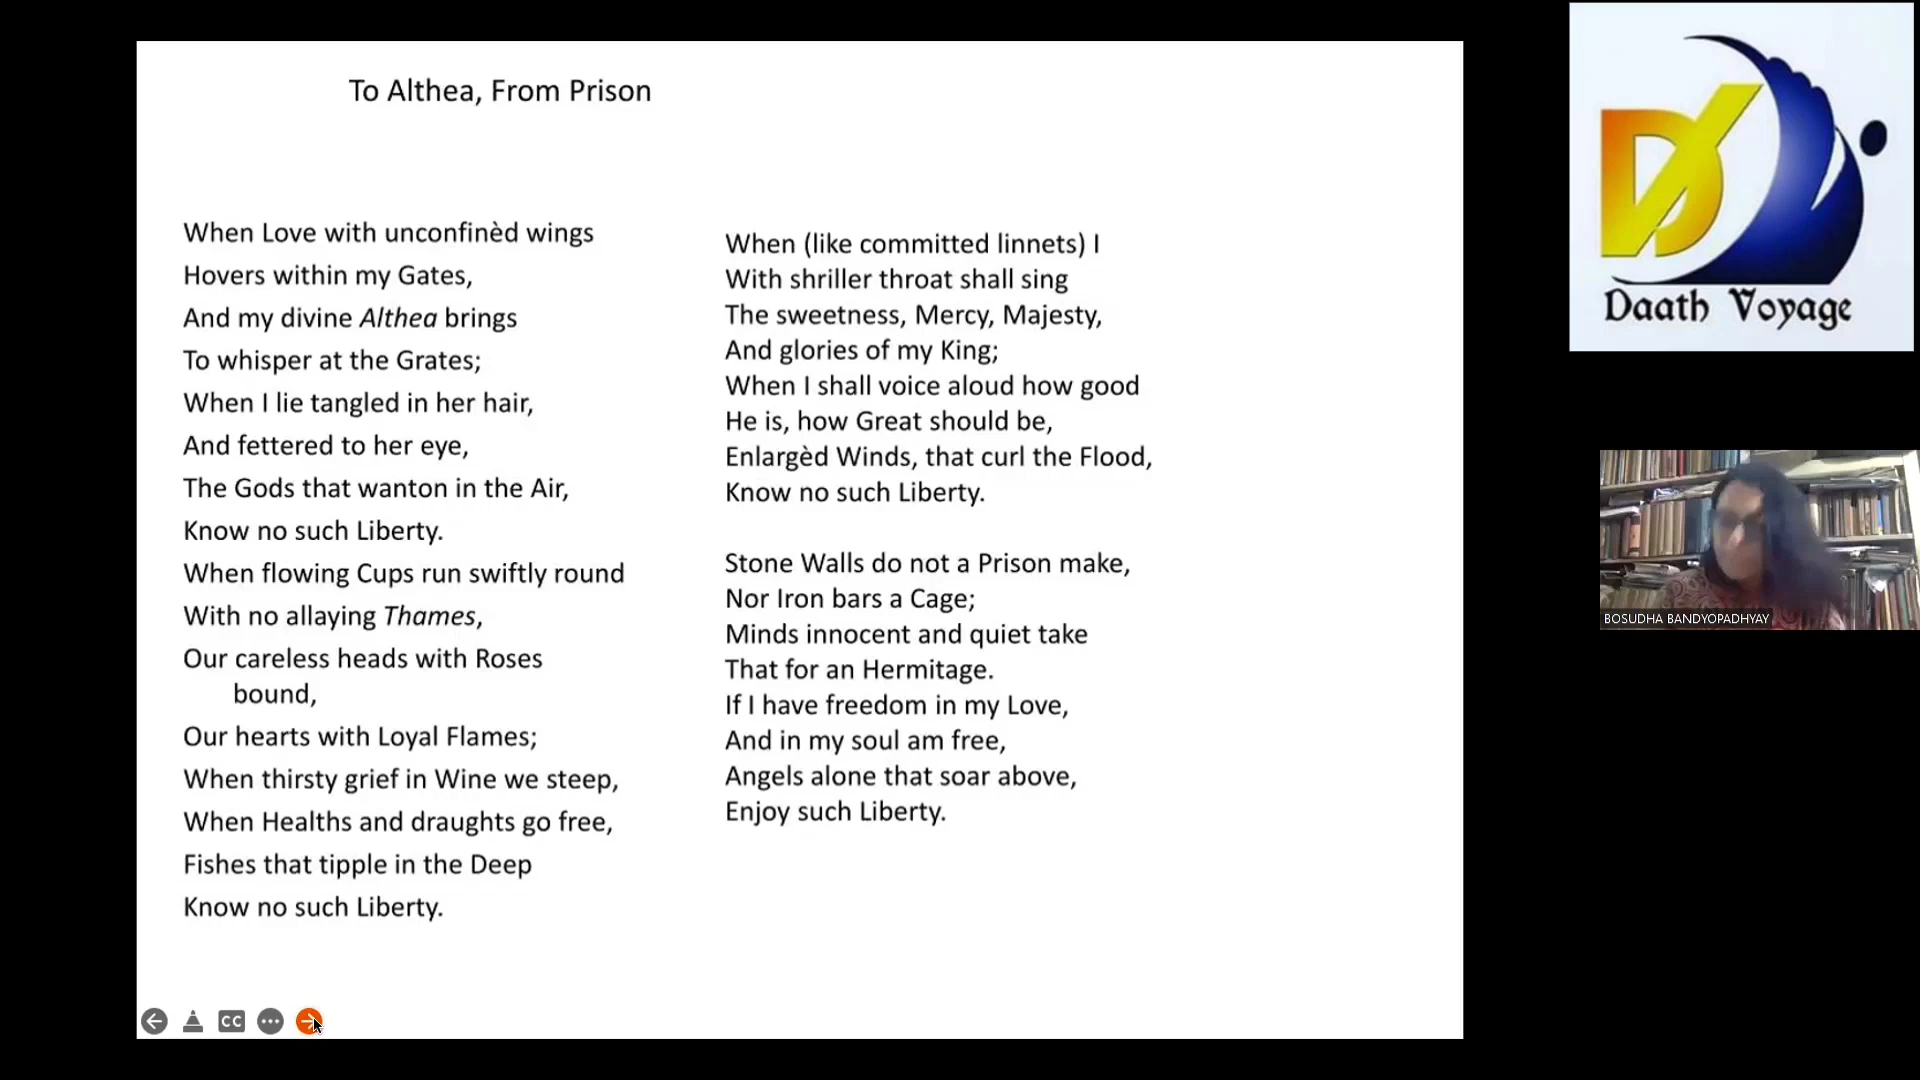 To Althea, From Prison
When Love with unconfinèd wings
Hovers within my Gates,
And my divine Althea brings
To whisper at the Grates;
When I lie tangled in her hair,
And fettered to her eye,
The Gods that wanton in the Air,
Know no such Liberty.
When flowing Cups run swiftly round
With no allaying Thames,
Our careless heads with Roses
bound,
Our hearts with Loyal Flames;
When thirsty grief in Wine we steep,
When Healths and draughts go free,
Fishes that tipple in the Deep
Know no such Liberty.
When (like committed linnets) I
With shriller throat shall sing
The sweetness, Mercy, Majesty,
And glories of my King;
When I shall voice aloud how good
He is, how Great should be,
Enlargèd Winds, that curl the Flood,
Know no such Liberty.
Stone Walls do not a Prison make,
Nor Iron bars a Cage;
Minds innocent and quiet take
That for an Hermitage.
If I have freedom in my Love,
And in my soul am free,
Angels alone that soar above,
Enjoy such Liberty.
CC
DV
Daath Voyage
BOSUDHA BANDYOPADHYAY